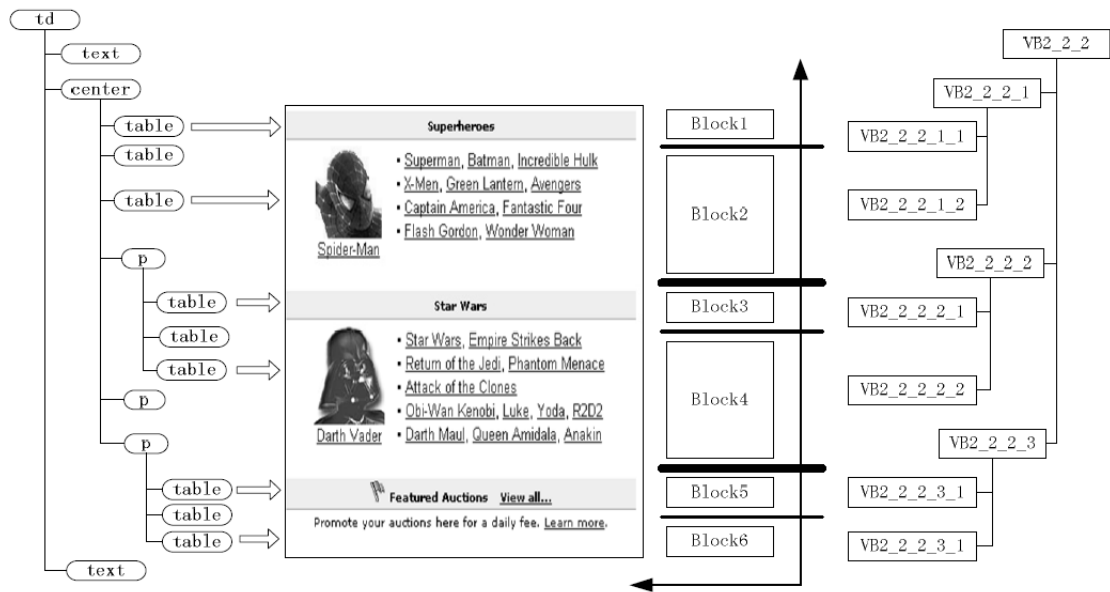 td
text
center
table
table
table
p
table
table
table
p
p
table
table
table
text
Superheroes
• Superman, Batman, Incredible Hulk
• X-Men, Green Lantern, Avengers
• Captain America, Fantastic Four
• Flash Gordon, Wonder Woman
Spider-Man
Star Wars
• Star Wars, Empire Strikes Back
• Return of the Jedi, Phantom Menace
• Attack of the Clones
• Obi-Wan Kenobi, Luke, Yoda, R2D2
• Darth Maul, Queen Amidala, Anakin
Darth Vader
Featured Auctions View all...
Promote your auctions here for a daily fee. Learn more.
Block1
Block2
Block3
Block4
Block5
Block6
VB2_2_2
VB2_2_2_1
VB2_2_2_1_1
VB2_2_2_1_2
VB2_2_2_2
VB2_2_2_2_1
VB2_2_2_2_2
VB2_2_2_3
VB2_2_2_3_1
VB2_2_2_3_1